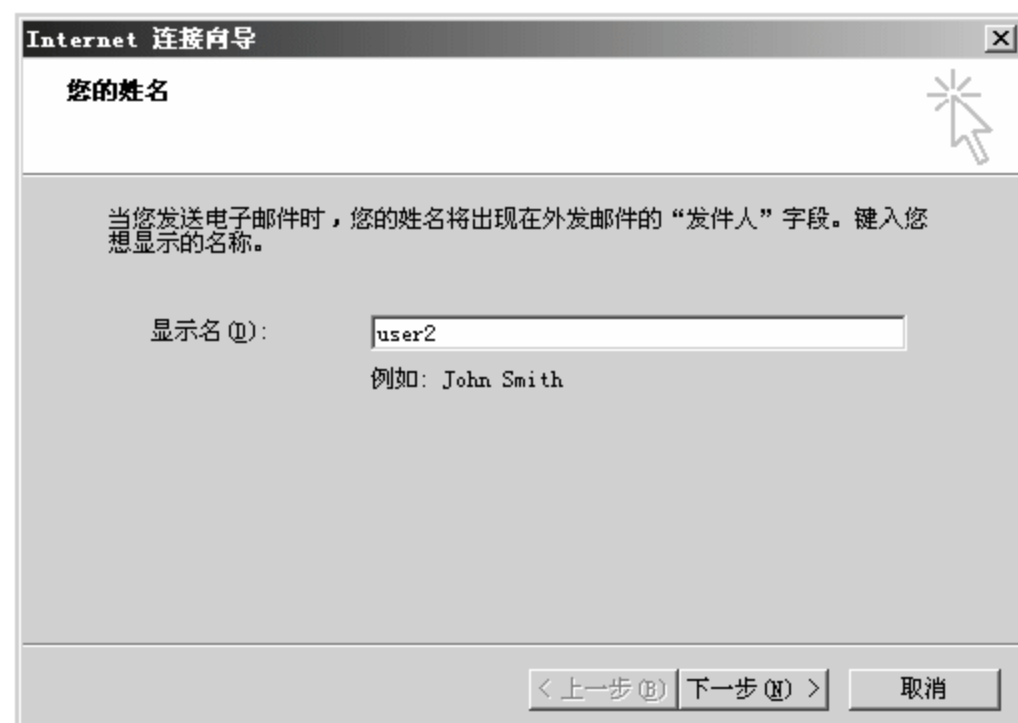 Internet 连接向导
您的姓名
当您发送电子邮件时，您的姓名将出现在外发邮件的“发件人”字段。键入您
想显示的名称。
显示名(D):
user2
例如: John Smith
< 上一步(B)
下一步(N) >
取消